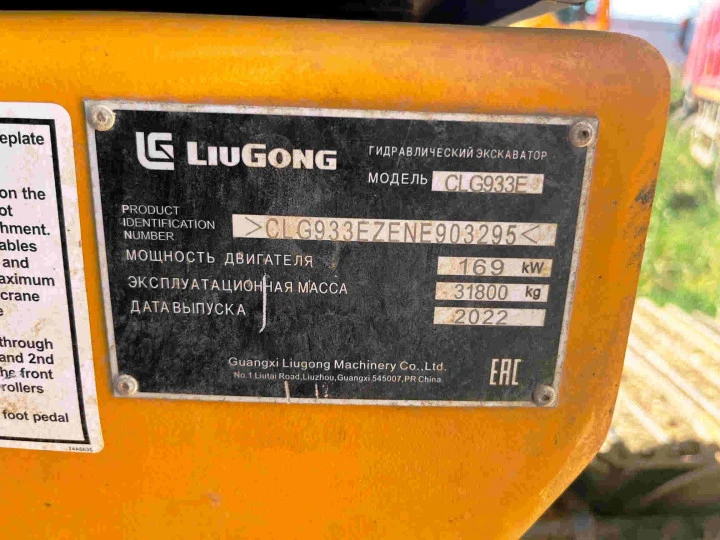 eplate
on the
ot
hment.
ables
and
aximum
crane
e
through
and 2nd
he front
rollers
foot pedal
LIUGONG
ГИДРАВЛИЧЕСКИЙ ЭКСКАВАТОР
МОДЕЛЬ CLG933E
PRODUCT
IDENTIFICATION
NUMBER
>CLG933EZENE903295<
МОЩНОСТЬ ДВИГАТЕЛЯ 169 kW
ЭКСПЛУАТАЦИОННАЯ МАССА 31800 kg
ДАТА ВЫПУСКА 2022
Guangxi Liugong Machinery Co.,Ltd.
No.1 Liutai Road,Liuzhou,Guangxi 545007,PR China
EAC